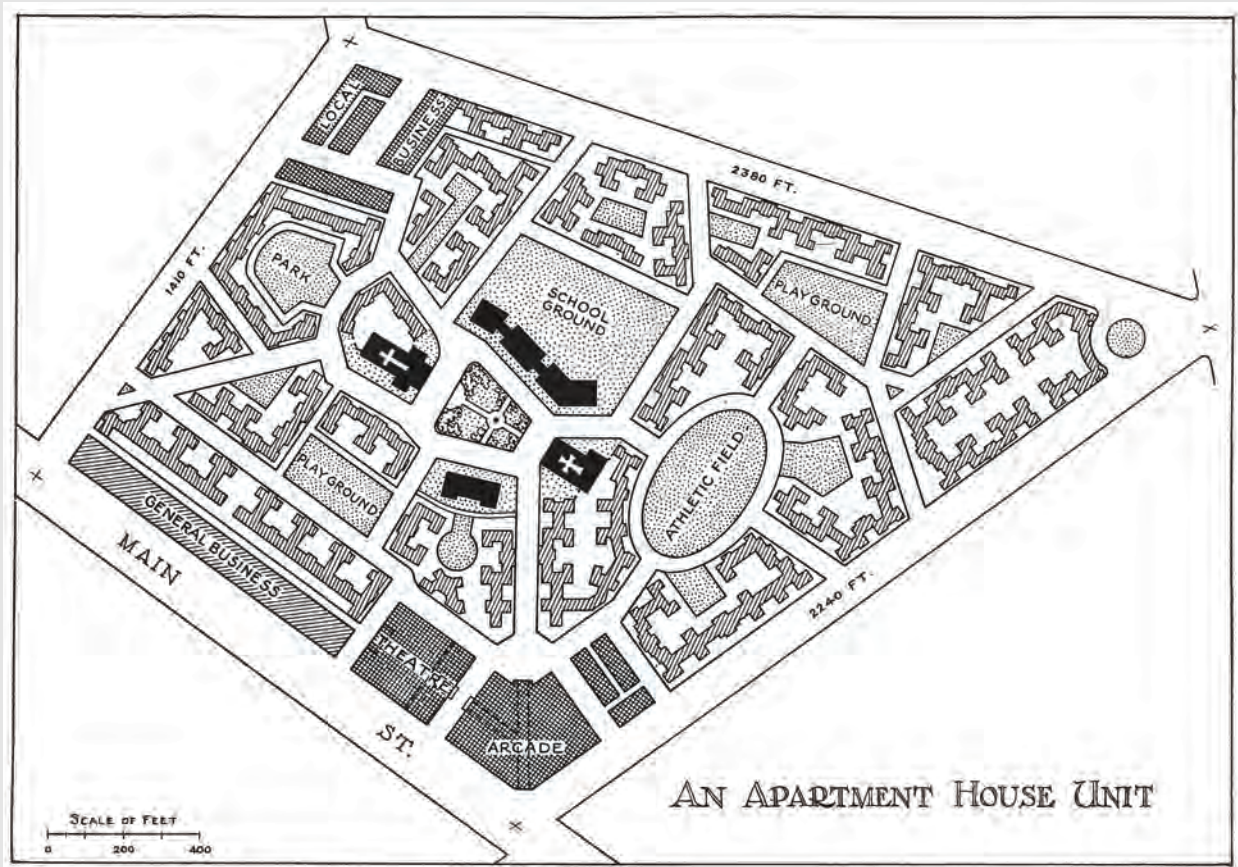 LOCAL
BUSINESS
2380 FT.
1410 FT.
PARK
SCHOOL
GROUND
PLAYGROUND
ATHLETIC FIELD
PLAYGROUND
GENERAL BUSINESS
MAIN
ST.
2240 FT.
THEATRE
ARCADE
AN APARTMENT HOUSE UNIT
SCALE OF FEET
0 200 400